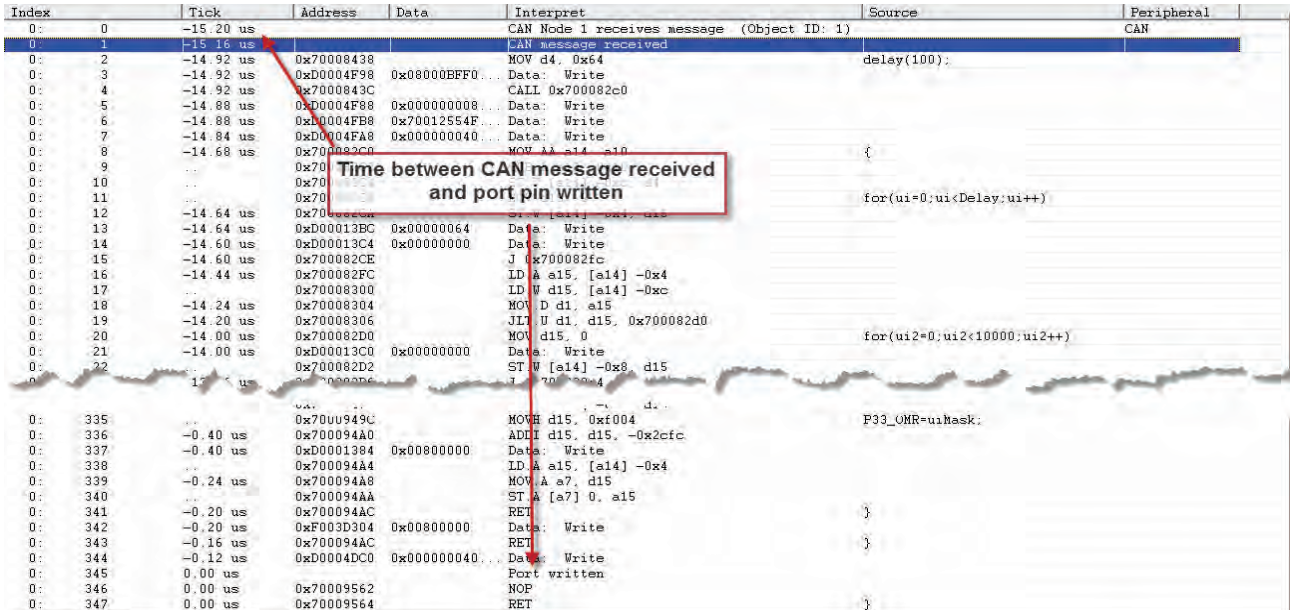 Index Tick Address Data Interpret Source Peripheral
0: 0 -15.20 us CAN Node 1 receives message (Object ID: 1) CAN
0: 1 -15.16 us CAN message received
0: 2 -14.92 us 0x70008438 MOV d4, 0x64 delay(100);
0: 3 -14.92 us 0xD0004F98 0x08000BFF0... Data: Write
0: 4 -14.92 us 0x7000843C CALL 0x700082c0
0: 5 -14.88 us 0xD0004F88 0x000000008... Data: Write
0: 6 -14.88 us 0xD0004FB8 0x70012554F... Data: Write
0: 7 -14.84 us 0xD0004FA8 0x000000040... Data: Write
0: 8 -14.68 us 0x700082C0 MOV.AA a14, a10 {
0: 9 ..
0: 10 ..
0: 11 .. for(ui=0;ui<Delay;ui++)
Time between CAN message received
and port pin written
0: 12 -14.64 us 0x700082CA ST.W [a14] -0x4, d15
0: 13 -14.64 us 0xD00013BC 0x00000064 Data: Write
0: 14 -14.60 us 0xD00013C4 0x00000000 Data: Write
0: 15 -14.60 us 0x700082CE J 0x700082fc
0: 16 -14.44 us 0x700082FC LD.A a15, [a14] -0x4
0: 17 .. 0x70008300 LD.W d15, [a14] -0xc
0: 18 -14.24 us 0x70008304 MOV.D d1, a15
0: 19 -14.20 us 0x70008306 JLT.U d1, d15, 0x700082d0
0: 20 -14.00 us 0x700082D0 MOV d15, 0 for(ui2=0;ui2<10000;ui2++)
0: 21 -14.00 us 0xD00013C0 0x00000000 Data: Write
0: 22 .. 0x700082D2 ST.W [a14] -0x8, d15
0: 335 .. 0x7000949C MOVH d15, 0xf004 P33_OMR=uiMask;
0: 336 -0.40 us 0x700094A0 ADDI d15, d15, -0x2cfc
0: 337 -0.40 us 0xD0001384 0x00800000 Data: Write
0: 338 .. 0x700094A4 LD.A a15, [a14] -0x4
0: 339 -0.24 us 0x700094A8 MOV.A a7, d15
0: 340 .. 0x700094AA ST.A [a7] 0, a15
0: 341 -0.20 us 0x700094AC RET }
0: 342 -0.20 us 0xF003D304 0x00800000 Data: Write
0: 343 -0.16 us 0x700094AC RET }
0: 344 -0.12 us 0xD0004DC0 0x000000040... Data: Write
0: 345 0.00 us Port written
0: 346 0.00 us 0x70009562 NOP
0: 347 0.00 us 0x70009564 RET }